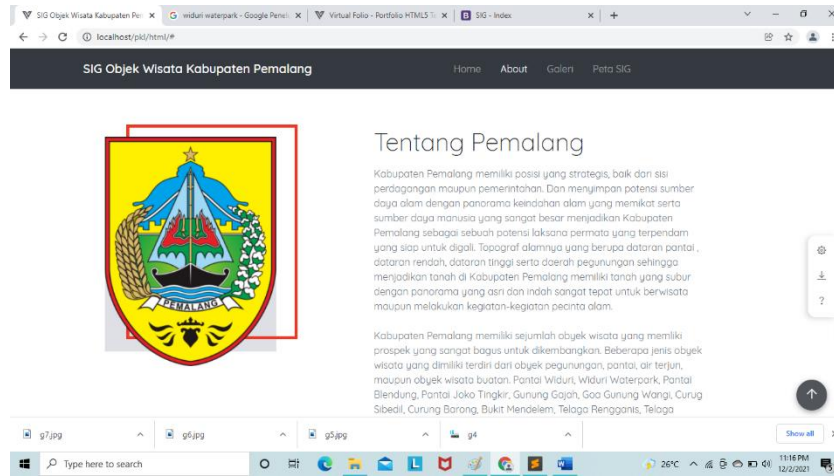 SIG Objek Wisata Kabupaten Pem
widuri waterpark - Google Penel
Virtual Folio - Portfolio HTML5 T
SIG - Index
localhost/pkl/html/#
SIG Objek Wisata Kabupaten Pemalang
Home About Galeri Peta SIG
PEMALANG
Tentang Pemalang
Kabupaten Pemalang memiliki posisi yang strategis, baik dari sisi
perdagangan maupun pemerintahan. Dan menyimpan potensi sumber
daya alam dengan panorama keindahan alam yang memikat serta
sumber daya manusia yang sangat besar menjadikan Kabupaten
Pemalang sebagai sebuah potensi laksana permata yang terpendam
yang siap untuk digali. Topograf alamnya yang berupa dataran pantai ,
dataran rendah, dataran tinggi serta daerah pegunungan sehingga
menjadikan tanah di Kabupaten Pemalang memiliki tanah yang subur
dengan panorama yang asri dan indah sangat tepat untuk berwisata
maupun melakukan kegiatan-kegiatan pecinta alam.
Kabupaten Pemalang memiliki sejumlah obyek wisata yang memliki
prospek yang sangat bagus untuk dikembangkan. Beberapa jenis obyek
wisata yang dimiliki terdiri dari obyek pegunungan, pantai, air terjun,
maupun obyek wisata buatan. Pantai Widuri, Widuri Waterpark, Pantai
Blendung, Pantai Joko Tingkir, Gunung Gajah, Goa Gunung Wangi, Curug
Sibedil, Curung Barong, Bukit Mendelem, Telaga Rengganis, Telaga
g7.jpg
g6.jpg
g5.jpg
g4
Show all
Type here to search
26°C
11:16 PM
12/2/2021